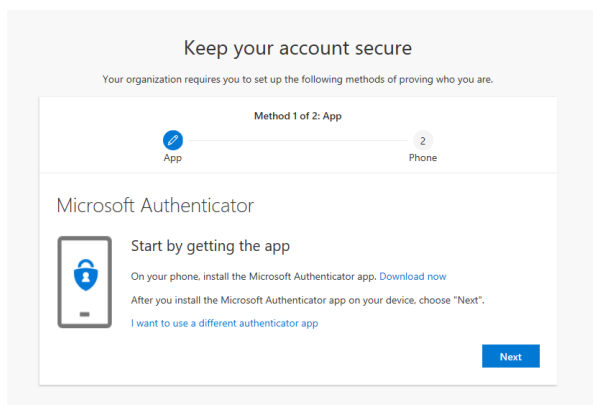 Keep your account secure
Your organization requires you to set up the following methods of proving who you are.
Method 1 of 2: App
2
App
Phone
Microsoft Authenticator
Start by getting the app
On your phone, install the Microsoft Authenticator app. Download now
After you install the Microsoft Authenticator app on your device, choose "Next".
I want to use a different authenticator app
Next